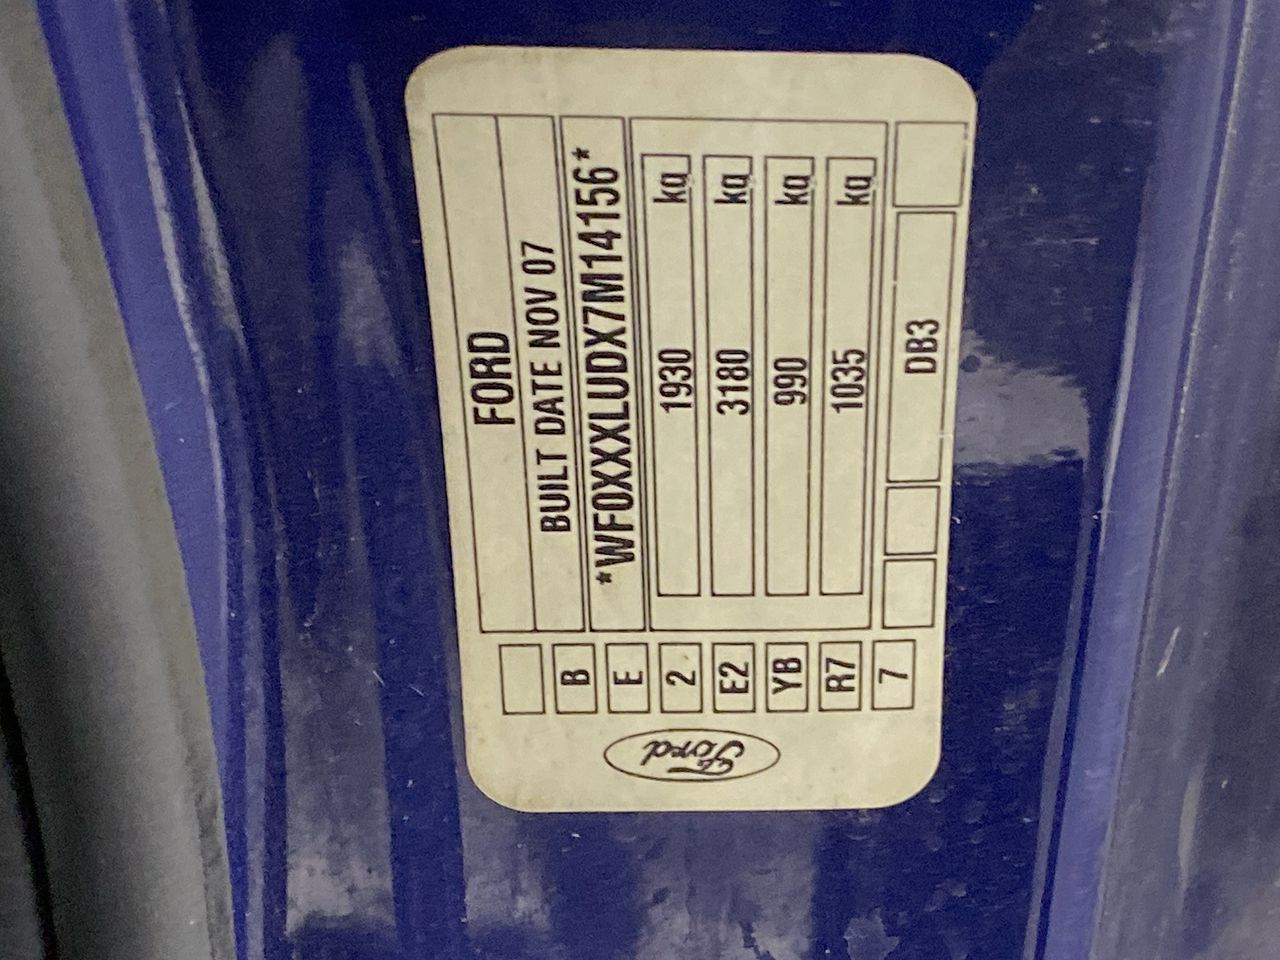 FORD
BUILT DATE NOV 07
*WF0XXXLUDX7M14156*
1930 kg
3180 kg
990 kg
1035 kg
DB3
B
E
2
E2
YB
R7
7
Ford